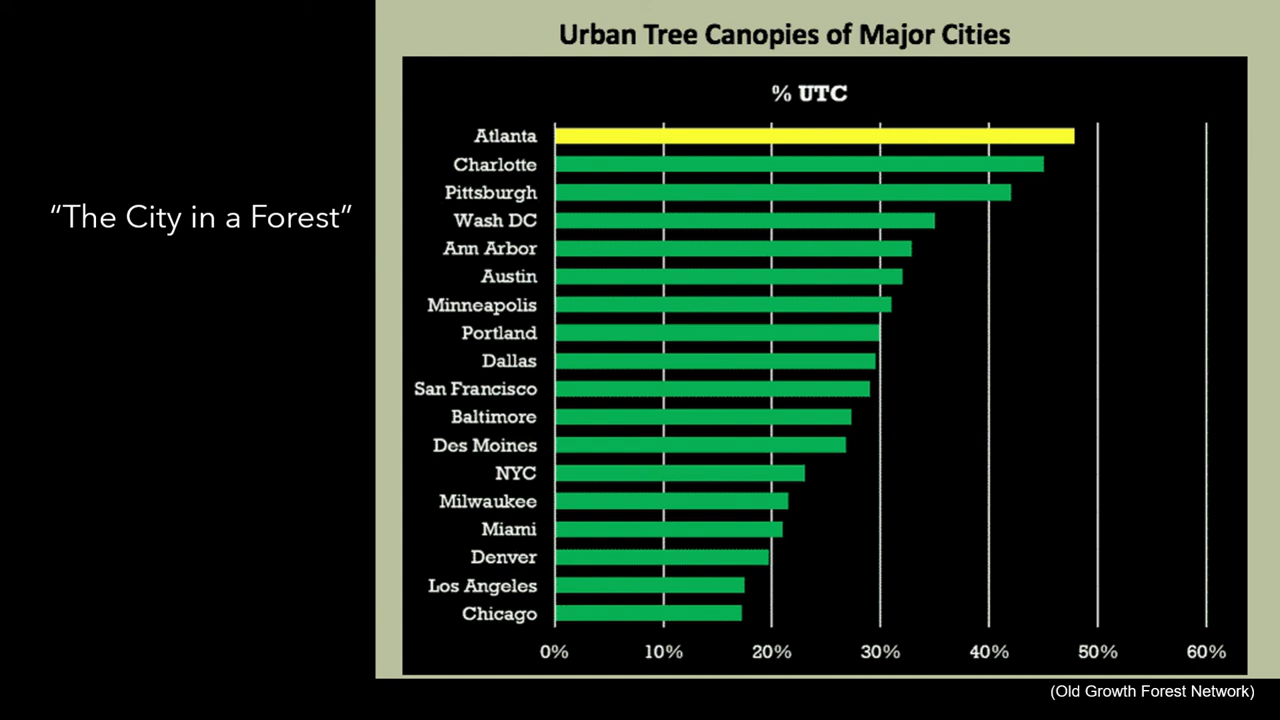 Urban Tree Canopies of Major Cities
“The City in a Forest”
% UTC
Atlanta
Charlotte
Pittsburgh
Wash DC
Ann Arbor
Austin
Minneapolis
Portland
Dallas
San Francisco
Baltimore
Des Moines
NYC
Milwaukee
Miami
Denver
Los Angeles
Chicago
0% 10% 20% 30% 40% 50% 60%
(Old Growth Forest Network)